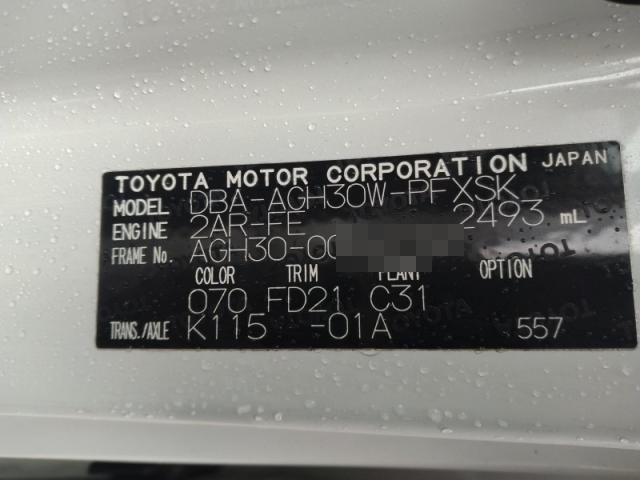 TOYOTA MOTOR CORPORATION JAPAN
MODEL DBA-AGH30W-PFXSK
ENGINE 2AR-FE 2493 mL
FRAME No. AGH30-00
COLOR TRIM PLANT OPTION
070 FD21 C31
TRANS./AXLE K115 -01A 557